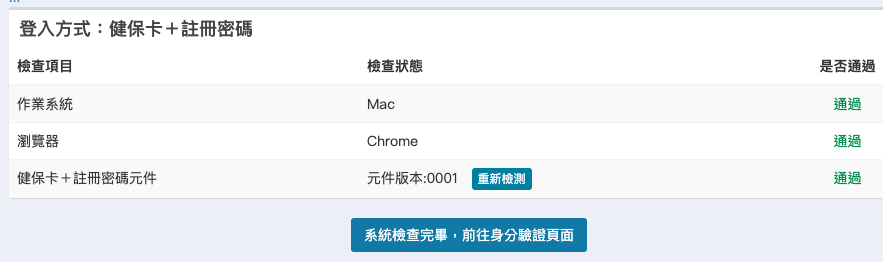 登入方式：健保卡＋註冊密碼
檢查項目 檢查狀態 是否通過
作業系統 Mac 通過
瀏覽器 Chrome 通過
健保卡＋註冊密碼元件 元件版本:0001 重新檢測 通過
系統檢查完畢，前往身分驗證頁面